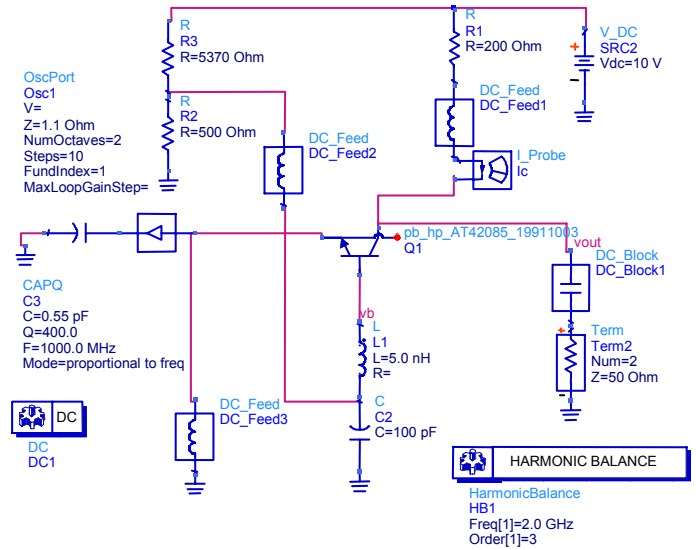 R
R3
R=5370 Ohm
R
R1
R=200 Ohm
V_DC
SRC2
Vdc=10 V
+
−
OscPort
Osc1
V=
Z=1.1 Ohm
NumOctaves=2
Steps=10
FundIndex=1
MaxLoopGainStep=
R
R2
R=500 Ohm
DC_Feed
DC_Feed2
DC_Feed
DC_Feed1
I_Probe
Ic
pb_hp_AT42085_19911003
Q1
vout
DC_Block
DC_Block1
CAPQ
C3
C=0.55 pF
Q=400.0
F=1000.0 MHz
Mode=proportional to freq
vb
L
L1
L=5.0 nH
R=
+
−
Term
Term2
Num=2
Z=50 Ohm
DC_Feed
DC_Feed3
C
C2
C=100 pF
DC
DC
DC1
HARMONIC BALANCE
HarmonicBalance
HB1
Freq[1]=2.0 GHz
Order[1]=3